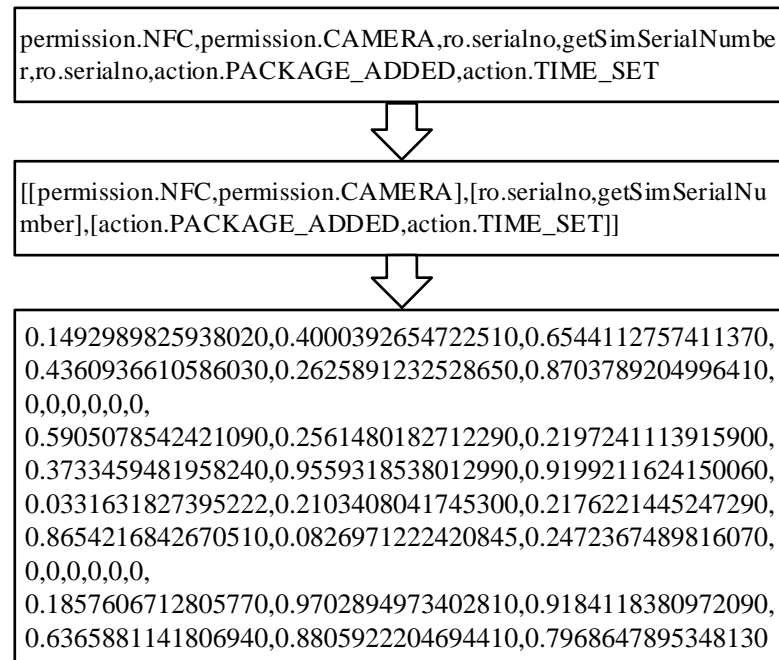 permission.NFC,permission.CAMERA,ro.serialno,getSimSerialNumbe
r,ro.serialno,action.PACKAGE_ADDED,action.TIME_SET
[[permission.NFC,permission.CAMERA],[ro.serialno,getSimSerialNu
mber],[action.PACKAGE_ADDED,action.TIME_SET]]
0.1492989825938020,0.4000392654722510,0.6544112757411370,
0.4360936610586030,0.2625891232528650,0.8703789204996410,
0,0,0,0,0,0,
0.5905078542421090,0.2561480182712290,0.2197241113915900,
0.3733459481958240,0.9559318538012990,0.9199211624150060,
0.0331631827395222,0.2103408041745300,0.2176221445247290,
0.8654216842670510,0.0826971222420845,0.2472367489816070,
0,0,0,0,0,0,
0.1857606712805770,0.9702894973402810,0.9184118380972090,
0.6365881141806940,0.8805922204694410,0.7968647895348130